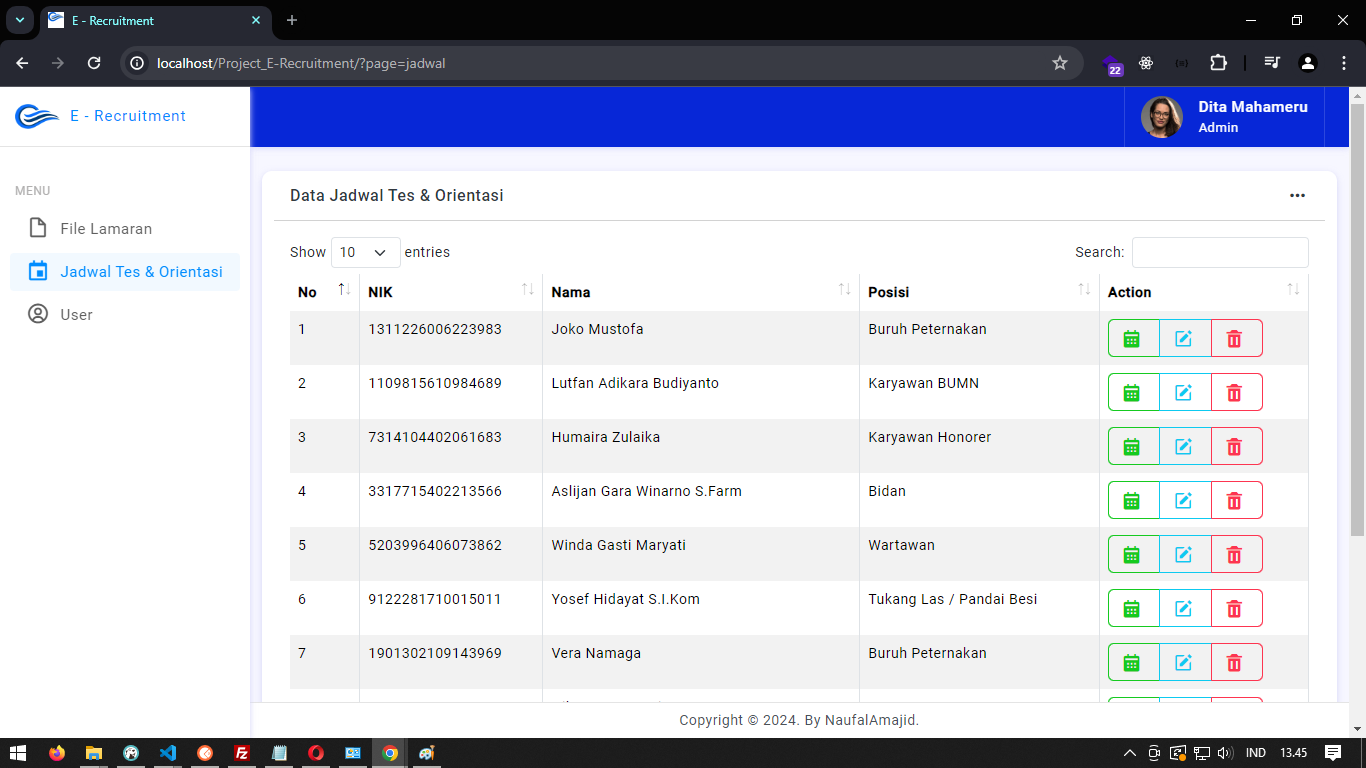 E - Recruitment
localhost/Project_E-Recruitment/?page=jadwal
22
E - Recruitment
Dita Mahameru
Admin
MENU
File Lamaran
Jadwal Tes & Orientasi
User
Data Jadwal Tes & Orientasi
Show 10 entries
Search:
No NIK Nama Posisi Action
1 1311226006223983 Joko Mustofa Buruh Peternakan
2 1109815610984689 Lutfan Adikara Budiyanto Karyawan BUMN
3 7314104402061683 Humaira Zulaika Karyawan Honorer
4 3317715402213566 Aslijan Gara Winarno S.Farm Bidan
5 5203996406073862 Winda Gasti Maryati Wartawan
6 9122281710015011 Yosef Hidayat S.I.Kom Tukang Las / Pandai Besi
7 1901302109143969 Vera Namaga Buruh Peternakan
Copyright © 2024. By NaufalAmajid.
IND 13.45